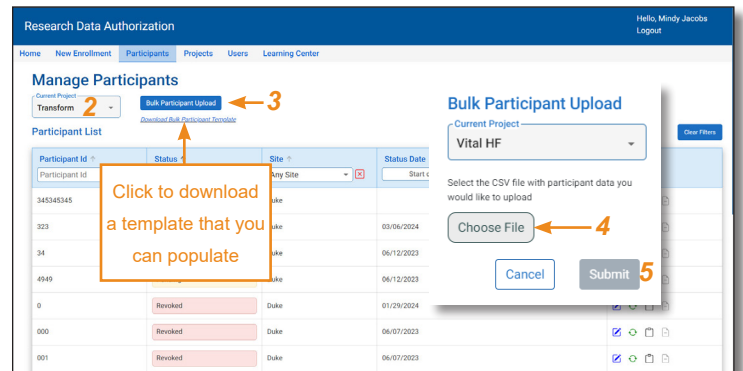 Research Data Authorization
Hello, Mindy Jacobs
Logout
Home New Enrollment Participants Projects Users Learning Center
Manage Participants
Current Project
Transform
2
Bulk Participant Upload
3
Download Bulk Participant Template
Participant List
Clear Filters
Participant Id Status Site Status Date
Participant Id Any Site Start
345345345
323 03/06/2024
34 06/12/2023
4949 06/12/2023
0 Revoked Duke 01/29/2024
000 Revoked Duke 06/07/2023
001 Revoked Duke 06/07/2023
Click to download
a template that you
can populate
Bulk Participant Upload
Current Project
Vital HF
Select the CSV file with participant data you
would like to upload
Choose File
4
Cancel Submit 5